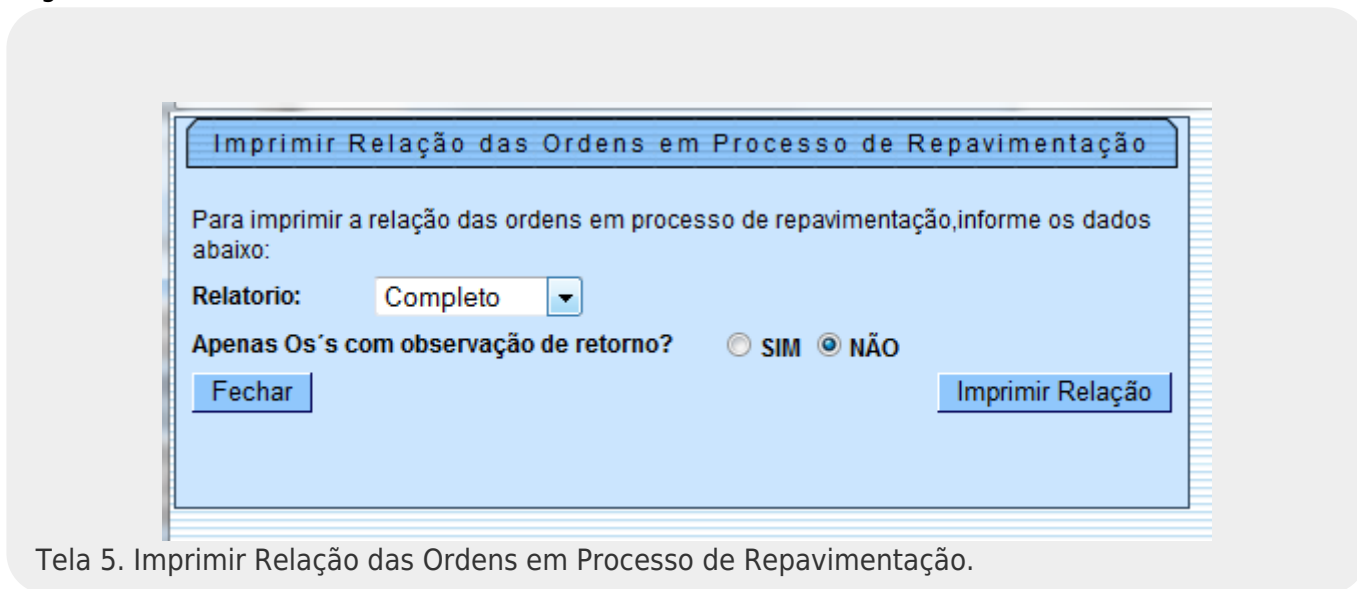 Imprimir Relação das Ordens em Processo de Repavimentação
Para imprimir a relação das ordens em processo de repavimentação,informe os dados
abaixo:
Relatorio: Completo
Apenas Os´s com observação de retorno? SIM NÃO
Fechar Imprimir Relação
Tela 5. Imprimir Relação das Ordens em Processo de Repavimentação.